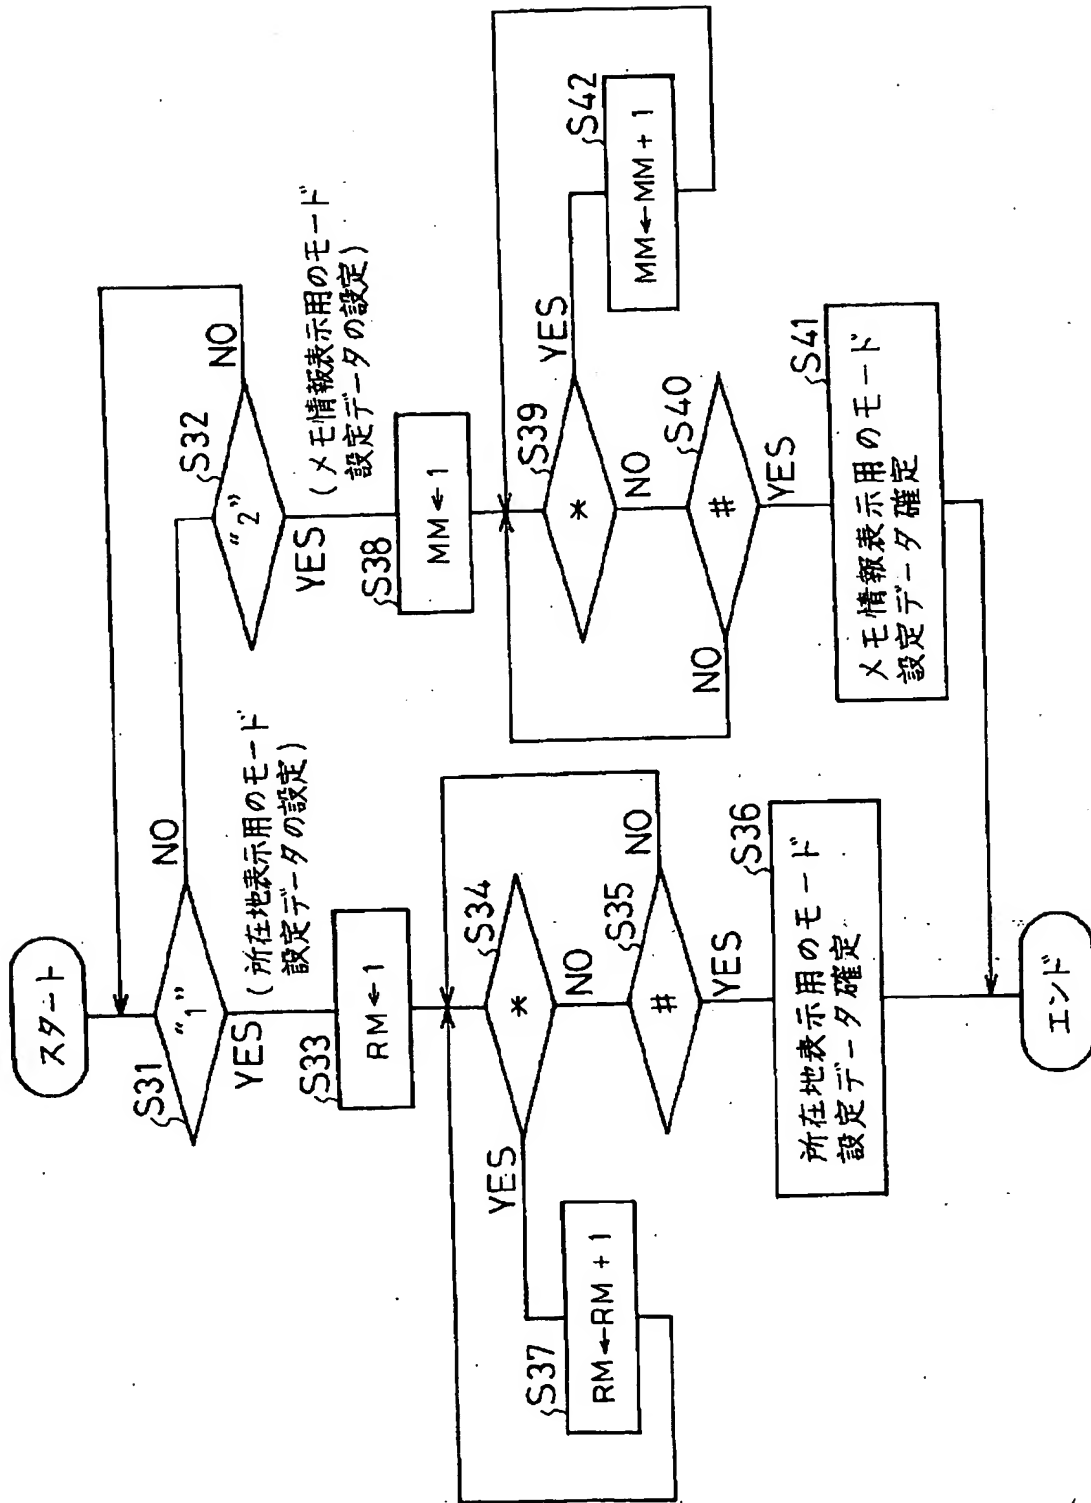 スタート
S31
"1"
NO
YES
(所在地表示用のモード
設定データの設定)
S32
"2"
NO
YES
(メモ情報表示用のモード
設定データの設定)
S33
RM←1
S34
*
YES
NO
S37
RM←RM+1
S35
#
NO
YES
S36
所在地表示用のモード
設定データ確定
S38
MM←1
S39
*
YES
NO
S42
MM←MM+1
S40
#
NO
YES
S41
メモ情報表示用のモード
設定データ確定
エンド